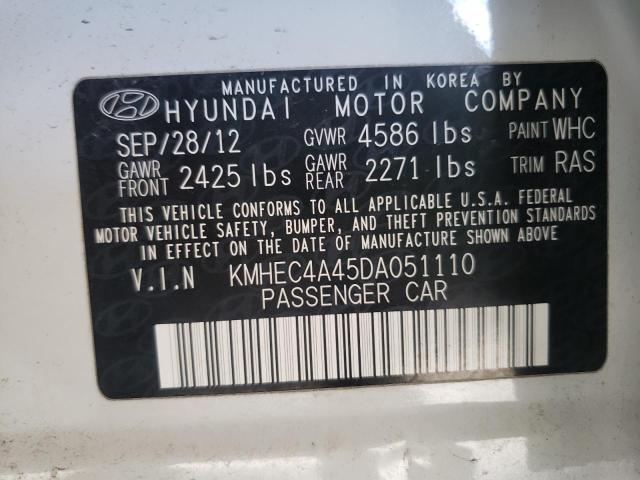 MANUFACTURED IN KOREA BY
HYUNDAI MOTOR COMPANY
SEP/28/12 GVWR 4586 lbs PAINT WHC
GAWR FRONT 2425 lbs GAWR REAR 2271 lbs TRIM RAS
THIS VEHICLE CONFORMS TO ALL APPLICABLE U.S.A. FEDERAL
MOTOR VEHICLE SAFETY, BUMPER, AND THEFT PREVENTION STANDARDS
IN EFFECT ON THE DATE OF MANUFACTURE SHOWN ABOVE.
V.I.N KMHEC4A45DA051110
PASSENGER CAR